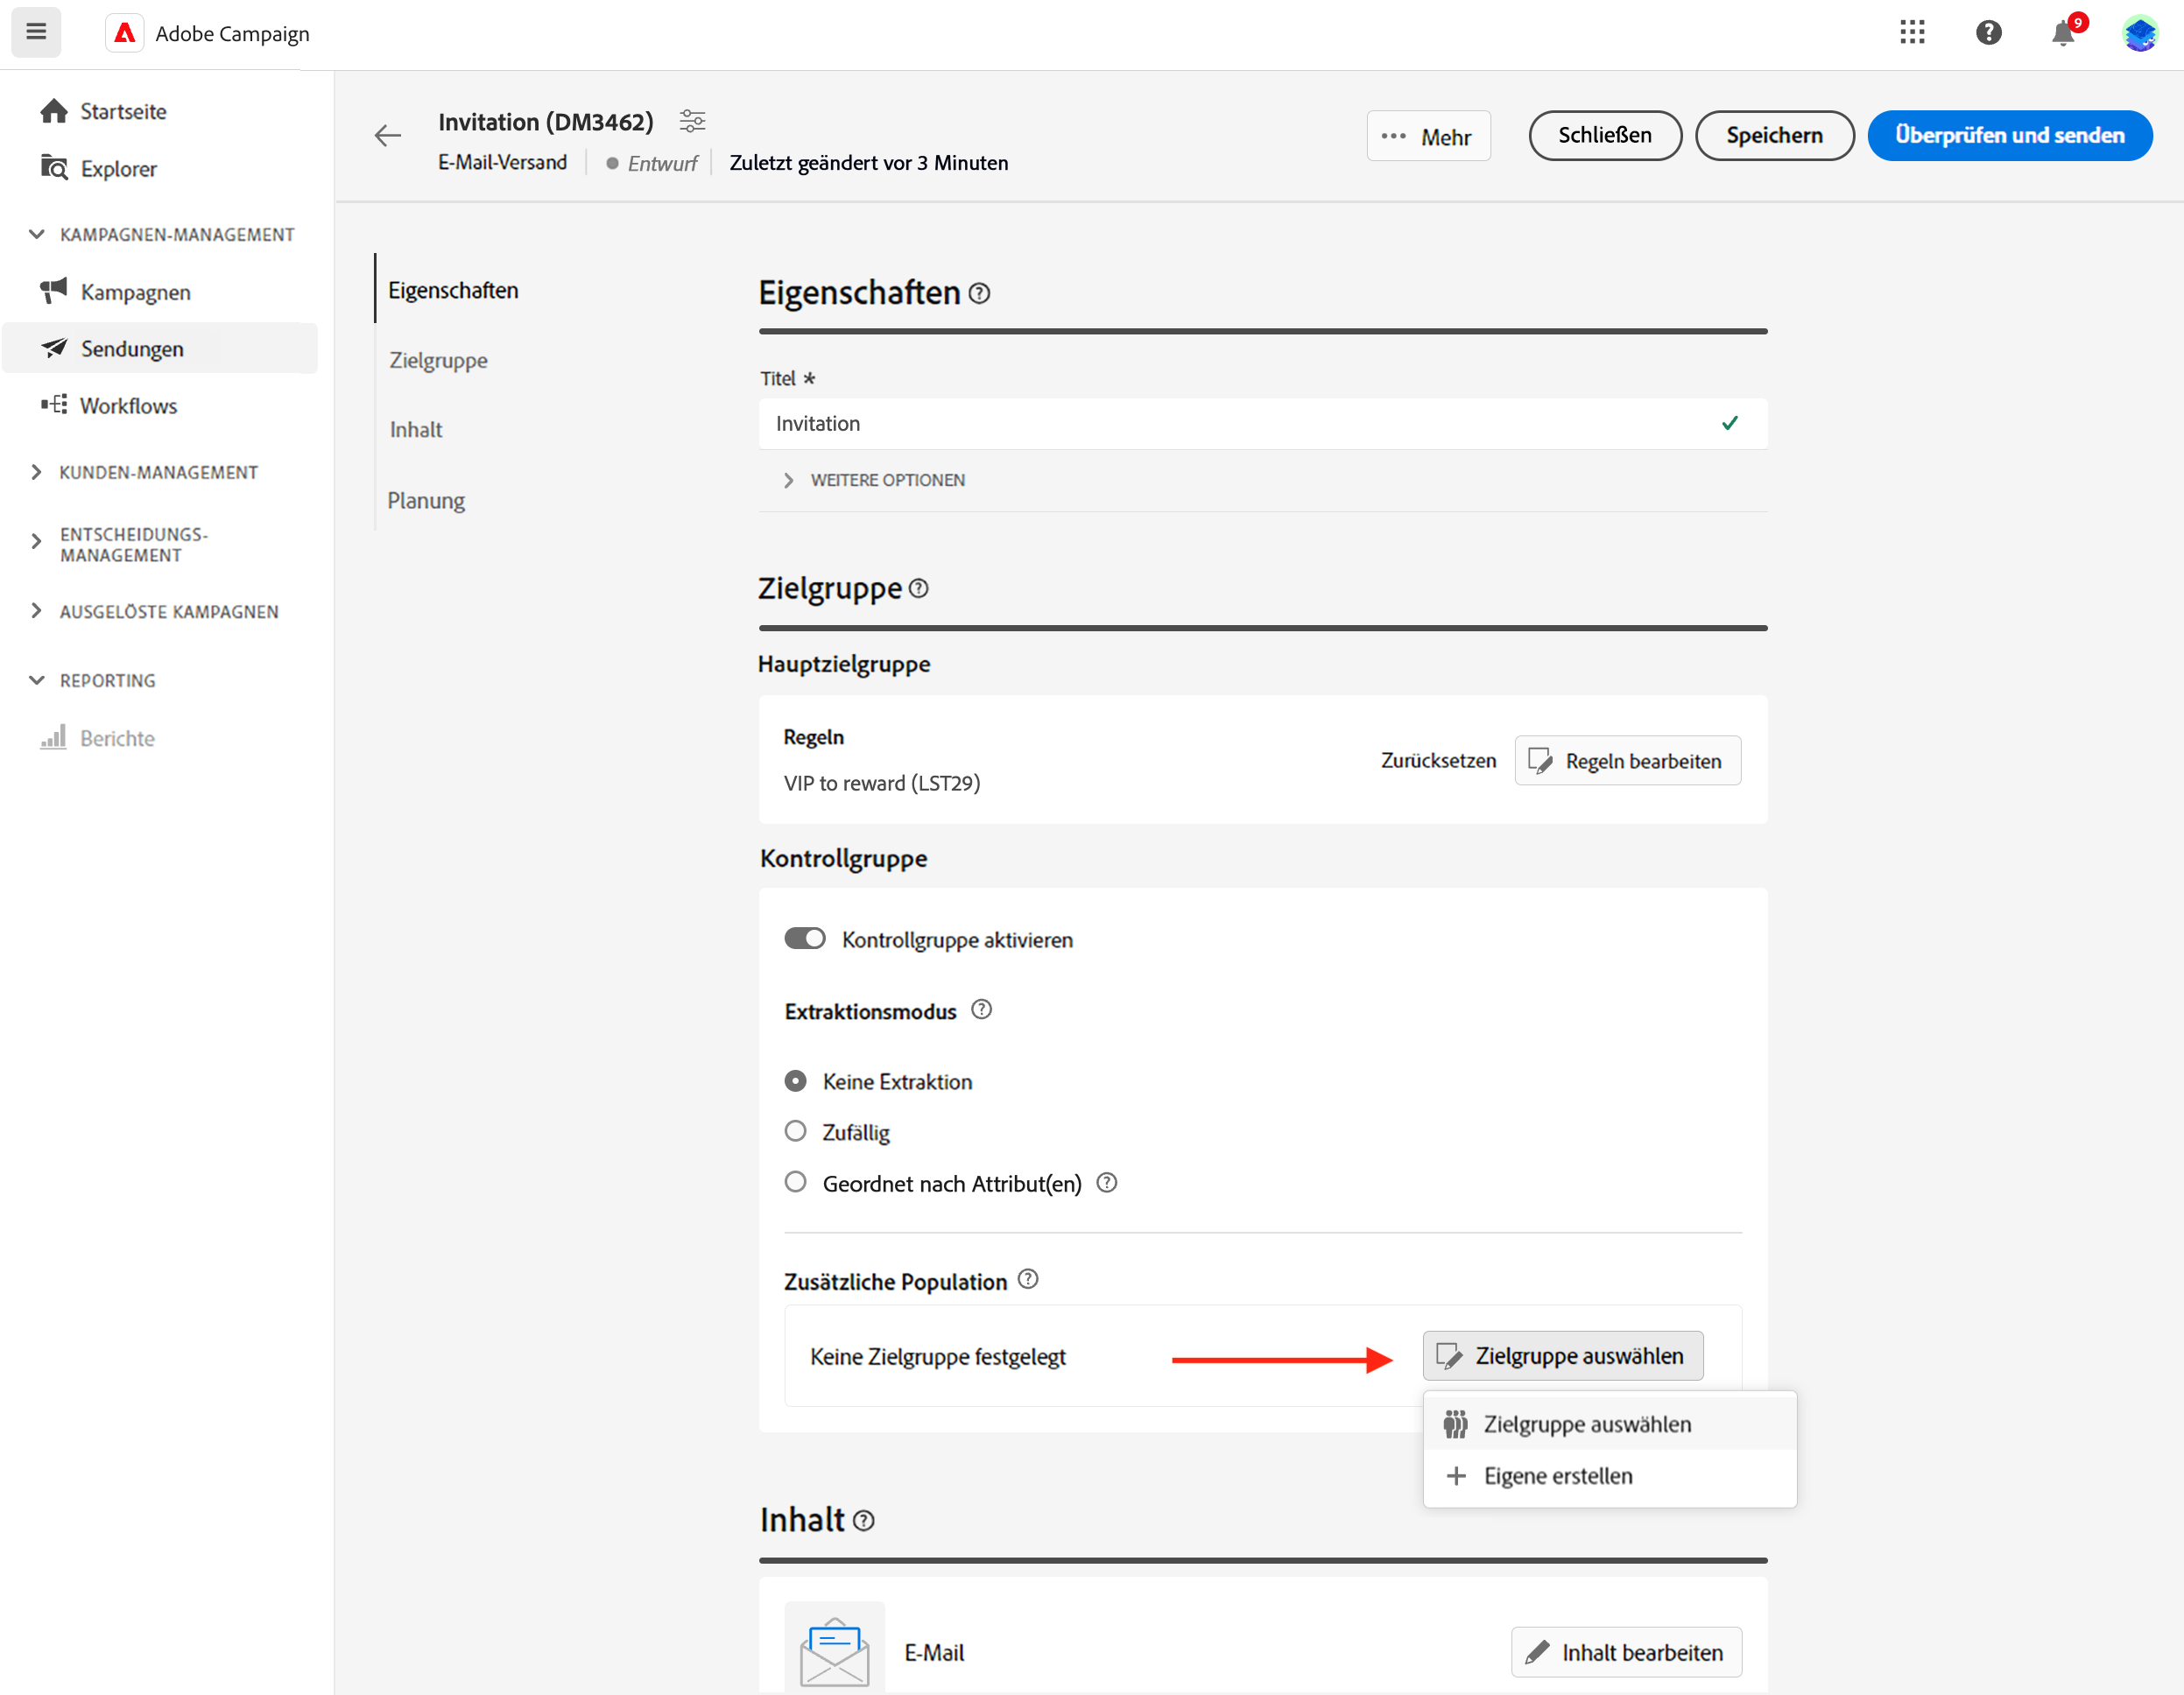 Adobe Campaign
9
Startseite
Explorer
KAMPAGNEN-MANAGEMENT
Kampagnen
Sendungen
Workflows
KUNDEN-MANAGEMENT
ENTSCHEIDUNGS-
MANAGEMENT
AUSGELÖSTE KAMPAGNEN
REPORTING
Berichte
Invitation (DM3462)
E-Mail-Versand
Entwurf
Zuletzt geändert vor 3 Minuten
Mehr
Schließen
Speichern
Überprüfen und senden
Eigenschaften
Zielgruppe
Inhalt
Planung
Eigenschaften
Titel *
Invitation
WEITERE OPTIONEN
Zielgruppe
Hauptzielgruppe
Regeln
VIP to reward (LST29)
Zurücksetzen
Regeln bearbeiten
Kontrollgruppe
Kontrollgruppe aktivieren
Extraktionsmodus
Keine Extraktion
Zufällig
Geordnet nach Attribut(en)
Zusätzliche Population
Keine Zielgruppe festgelegt
Zielgruppe auswählen
Zielgruppe auswählen
Eigene erstellen
Inhalt
E-Mail
Inhalt bearbeiten